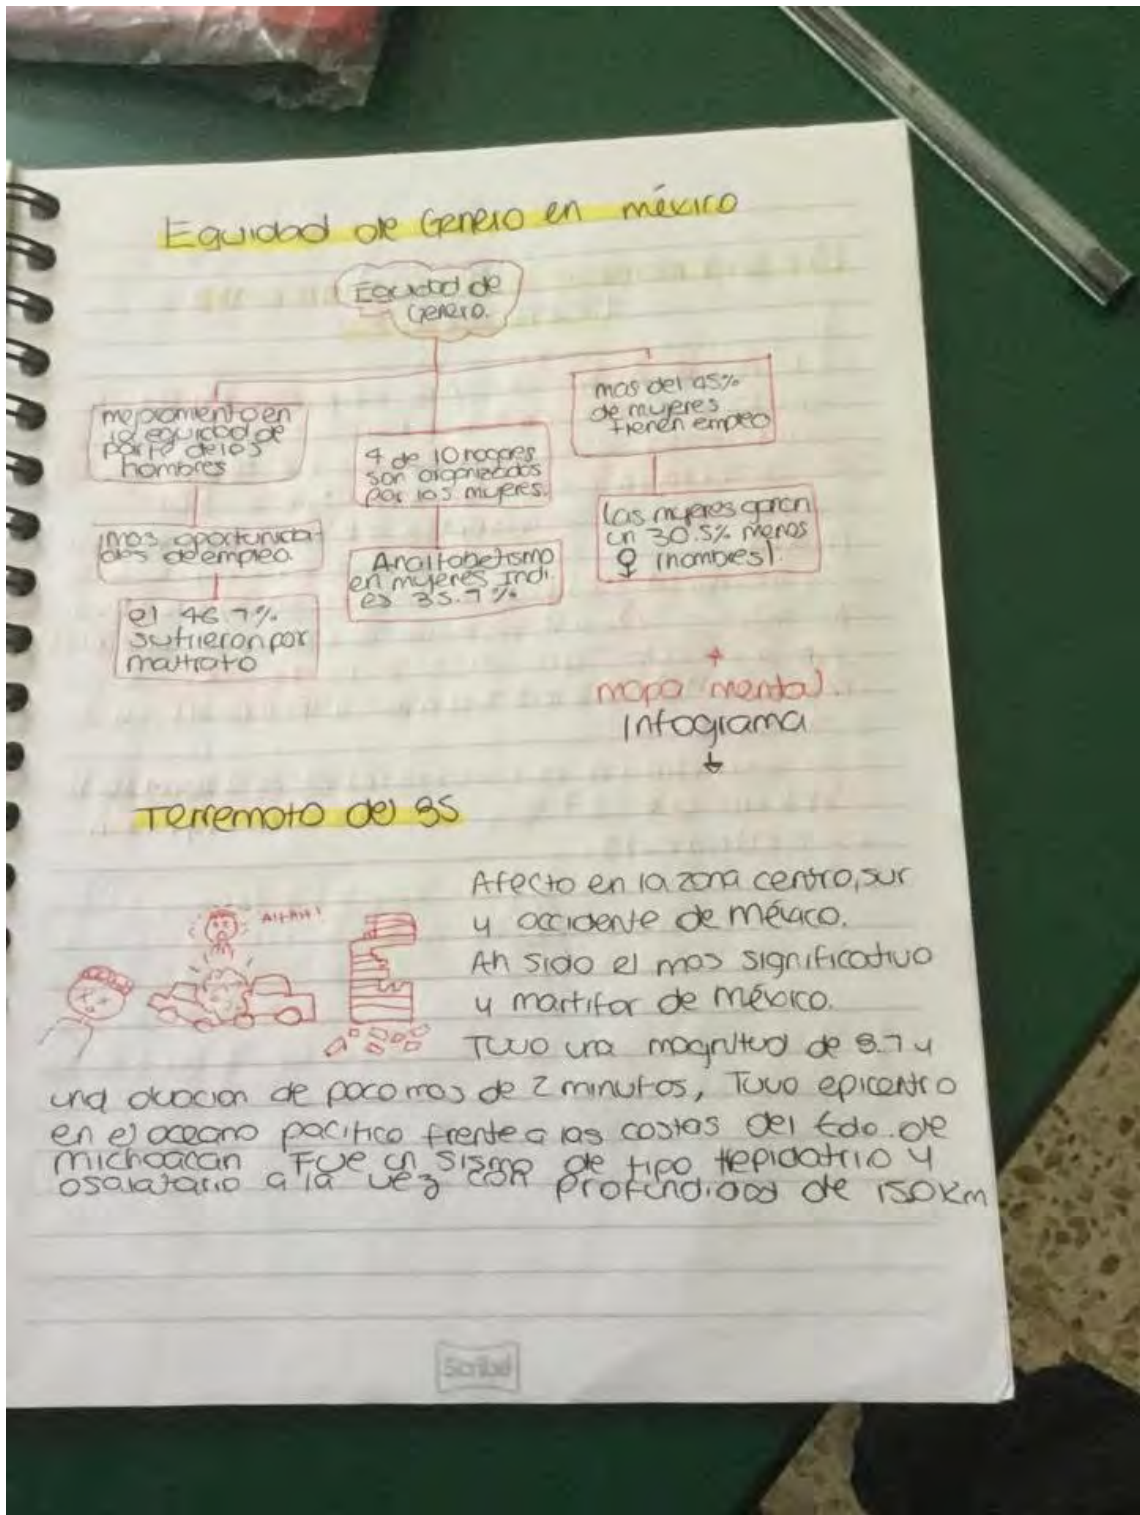 Equidad de Genero en méxico
Equidad de
Genero.
mejoramento en
la equidad de
parte de los
hombres
mas oportunida
des de empleo.
el 46.7%
sufrieron por
maltrato
4 de 10 hogares
son organizados
por las mujeres.
Analfabetismo
en mujeres Indi.
es 35.7%
mas del 45%
de mujeres
tienen empleo
Las mujeres ganan
un 30.5% menos
♀ (hombres)
mapa mental.
Infograma
Terremoto del 85
AHHH!
Afecto en la zona centro, sur
y occidente de méxico.
Ah sido el mas significativo
y de méxico.
Tuvo una magnitud de 8.7 y
una de poco mas de 2 minutos, Tuvo epicentro
en el oceano pacifico frente a las costas del Edo. de
michoacan Fue un sismo de tipo y
a la vez con profundidad de 150km
Scribe